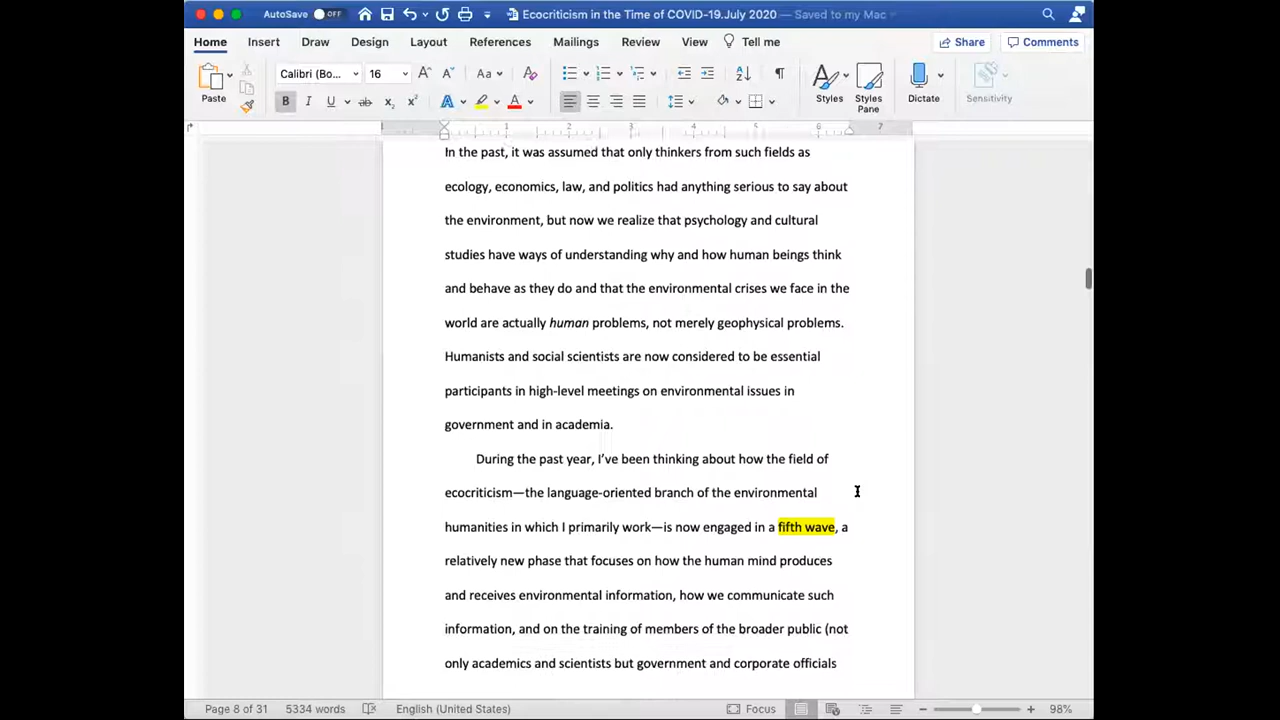 AutoSave OFF Ecocriticism in the Time of COVID-19.July 2020 — Saved to my Mac
Home Insert Draw Design Layout References Mailings Review View Tell me Share Comments
Calibri (Bo... 16
Paste Styles Styles Pane Dictate Sensitivity
1 1 2 3 4 5 6 7
In the past, it was assumed that only thinkers from such fields as
ecology, economics, law, and politics had anything serious to say about
the environment, but now we realize that psychology and cultural
studies have ways of understanding why and how human beings think
and behave as they do and that the environmental crises we face in the
world are actually human problems, not merely geophysical problems.
Humanists and social scientists are now considered to be essential
participants in high-level meetings on environmental issues in
government and in academia.
During the past year, I’ve been thinking about how the field of
ecocriticism—the language-oriented branch of the environmental
humanities in which I primarily work—is now engaged in a fifth wave, a
relatively new phase that focuses on how the human mind produces
and receives environmental information, how we communicate such
information, and on the training of members of the broader public (not
only academics and scientists but government and corporate officials
Page 8 of 31 5334 words English (United States) Focus 98%